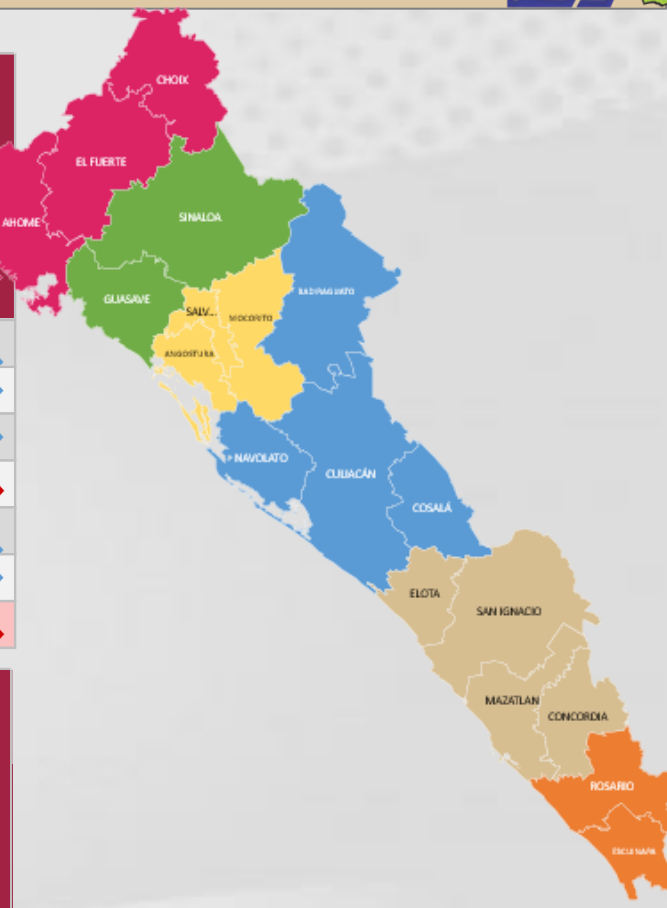 CHOIX
EL FUERTE
AHOME
SINALOA
BADIRAGUATO
GUASAVE
SALV...
MOCORITO
ANGOSTURA
NAVOLATO
CULIACÁN
COSALÁ
ELOTA
SAN IGNACIO
MAZATLAN
CONCORDIA
ROSARIO
ESCUINAPA